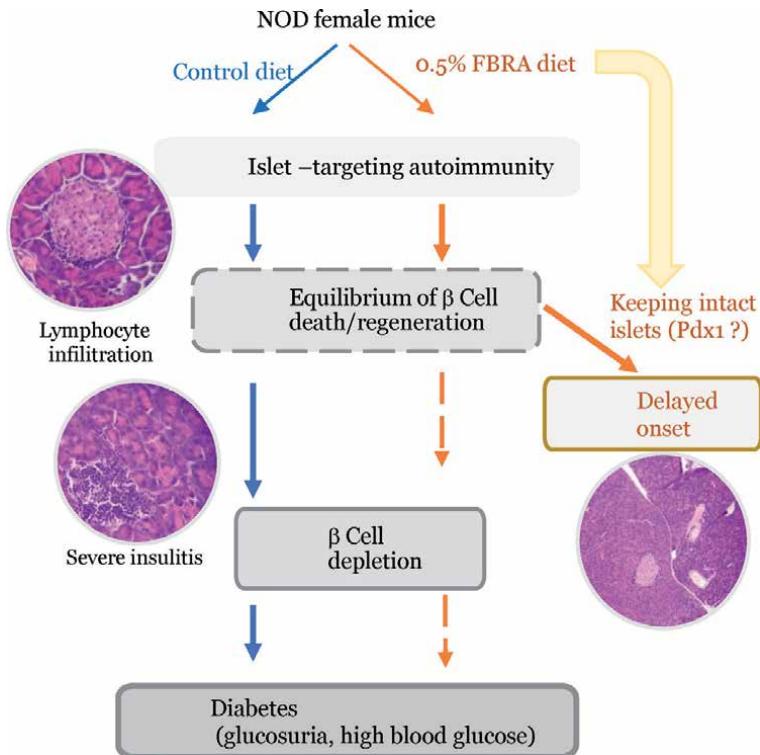 NOD female mice
Control diet
0.5% FBRA diet
Islet –targeting autoimmunity
Equilibrium of β Cell
death/regeneration
Keeping intact
islets (Pdx1 ?)
Lymphocyte
infilitration
Delayed
onset
Severe insulitis
β Cell
depletion
Diabetes
(glucosuria, high blood glucose)